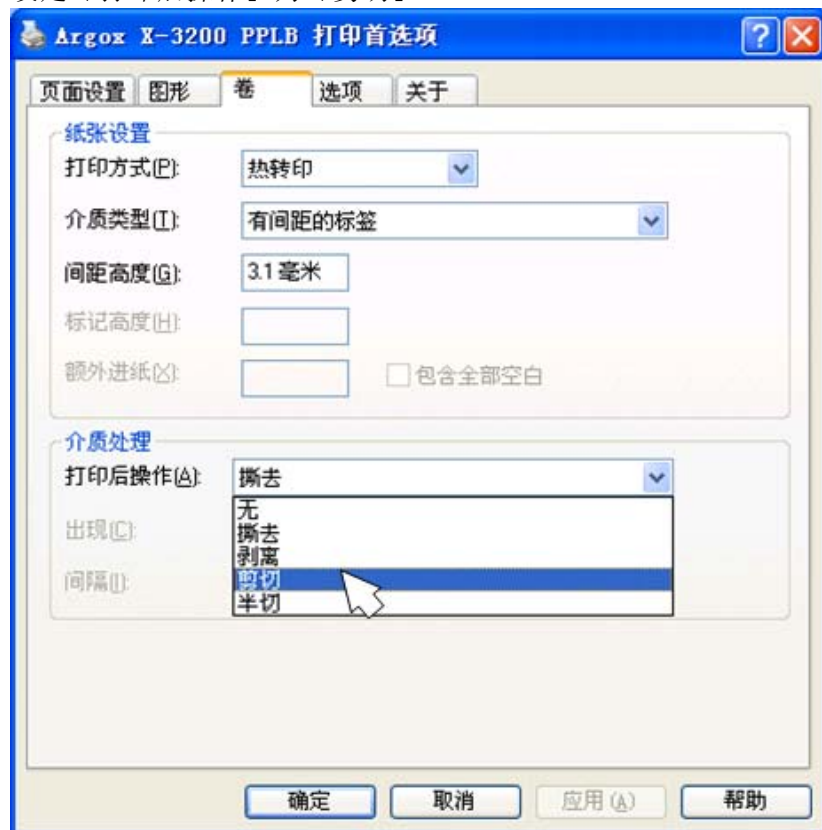 Argox X-3200 PPLB 打印首选项
页面设置 图形 卷 选项 关于
纸张设置
打印方式(P): 热转印
介质类型(T): 有间距的标签
间距高度(G): 3.1 毫米
标记高度(H):
额外进纸(X): 包含全部空白
介质处理
打印后操作(A): 撕去
无
撕去
出现(C):
剥离
剪切
间隔(I):
半切
确定 取消 应用(A) 帮助